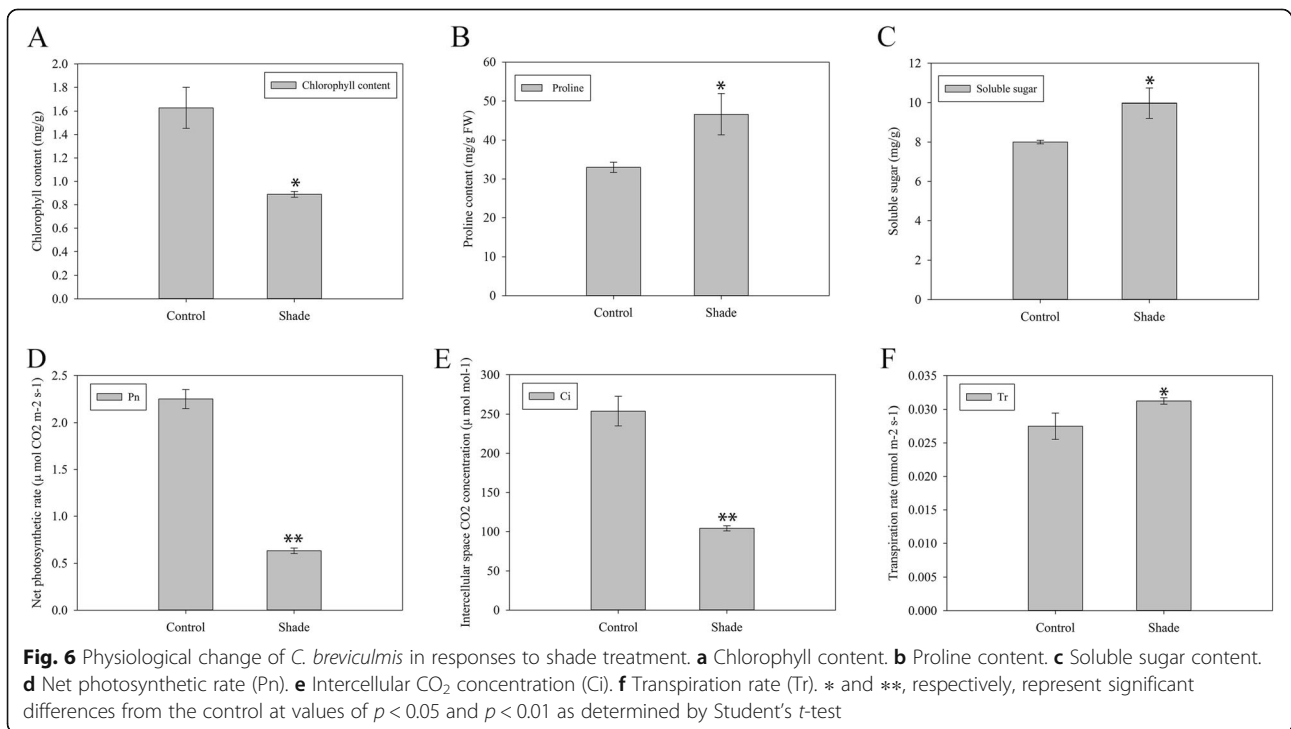 A
Chlorophyll content (mg/g)
1.8
1.6
1.4
1.2
1.0
0.8
0.6
0.4
0.2
0.0
Chlorophyll content
*
Control
Shade
B
Proline content (mg/g FW)
60
50
40
30
20
10
0
Proline
*
Control
Shade
C
Soluble sugar (mg/g)
12
10
8
6
4
2
0
Soluble sugar
*
Control
Shade
D
Net photosynthetic rate (μ mol CO2 m-2 s-1)
2.5
2.0
1.5
1.0
0.5
0.0
Pn
**
Control
Shade
E
Intercellular space CO2 concentration (μ mol mol-1)
300
250
200
150
100
50
0
Ci
**
Control
Shade
F
Transpiration rate (mmol m-2 s-1)
0.035
0.030
0.025
0.020
0.015
0.010
0.005
0.000
Tr
*
Control
Shade
Fig. 6 Physiological change of C. breviculmis in responses to shade treatment. a Chlorophyll content. b Proline content. c Soluble sugar content.
d Net photosynthetic rate (Pn). e Intercellular CO₂ concentration (Ci). f Transpiration rate (Tr). * and **, respectively, represent significant
differences from the control at values of p < 0.05 and p < 0.01 as determined by Student's t-test